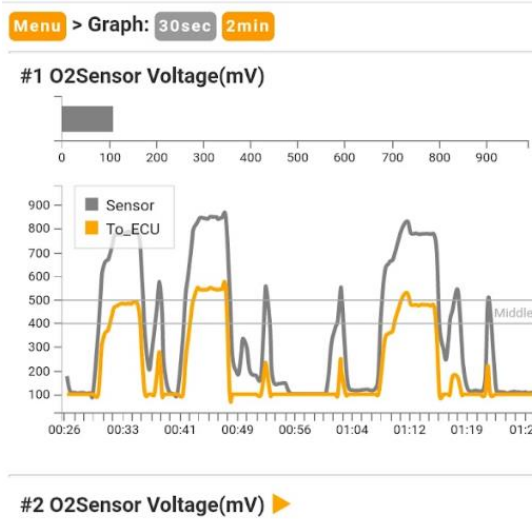 Menu > Graph: 30sec 2min
#1 O2Sensor Voltage(mV)
0 100 200 300 400 500 600 700 800 900
900
800
700
600
500
400
300
200
100
Sensor
To_ECU
Middle
00:26 00:33 00:41 00:49 00:56 01:04 01:12 01:19 01:2
#2 O2Sensor Voltage(mV)